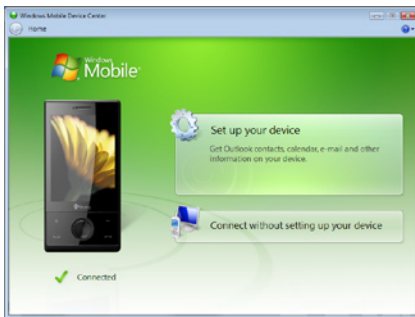 Windows Mobile Device Center
Home
Windows
Mobile
Set up your device
Get Outlook contacts, calendar, e-mail and other
information on your device.
Connect without setting up your device
Connected